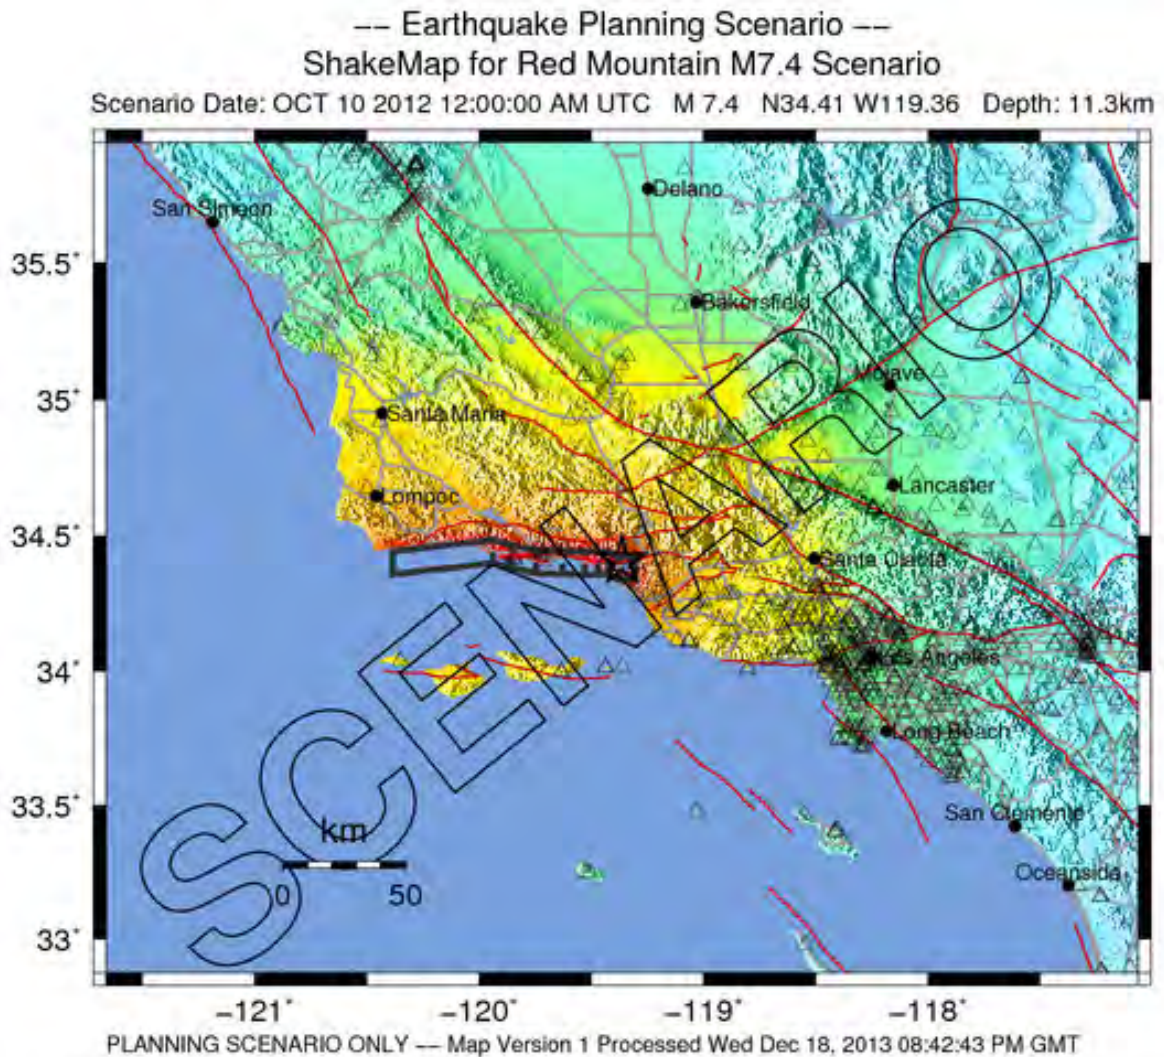 -- Earthquake Planning Scenario --
ShakeMap for Red Mountain M7.4 Scenario
Scenario Date: OCT 10 2012 12:00:00 AM UTC M 7.4 N34.41 W119.36 Depth: 11.3km
Delano
San Simeon
35.5°
Bakersfield
Mojave
35°
Santa Maria
Lancaster
Lompoc
34.5°
Santa Clarita
SCENARIO
34°
Los Angeles
Long Beach
33.5°
San Clemente
km
0 50
Oceanside
33°
-121° -120° -119° -118°
PLANNING SCENARIO ONLY -- Map Version 1 Processed Wed Dec 18, 2013 08:42:43 PM GMT